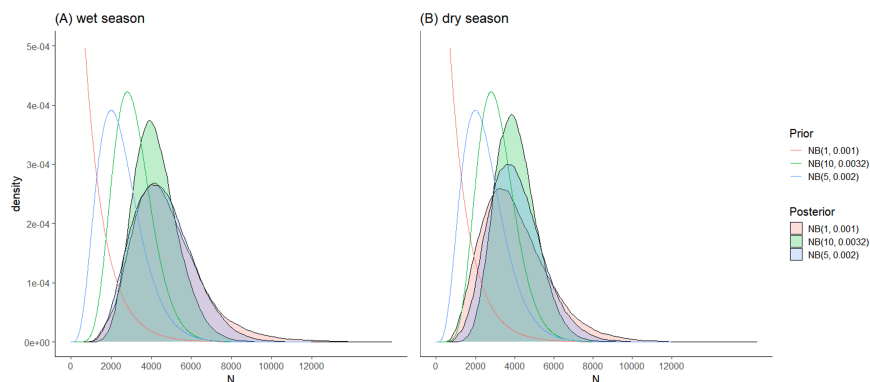 (A) wet season
(B) dry season
density
5e-04
4e-04
3e-04
2e-04
1e-04
0e+00
0
2000
4000
6000
8000
10000
12000
N
0
2000
4000
6000
8000
10000
12000
N
Prior
NB(1, 0.001)
NB(10, 0.0032)
NB(5, 0.002)
Posterior
NB(1, 0.001)
NB(10, 0.0032)
NB(5, 0.002)